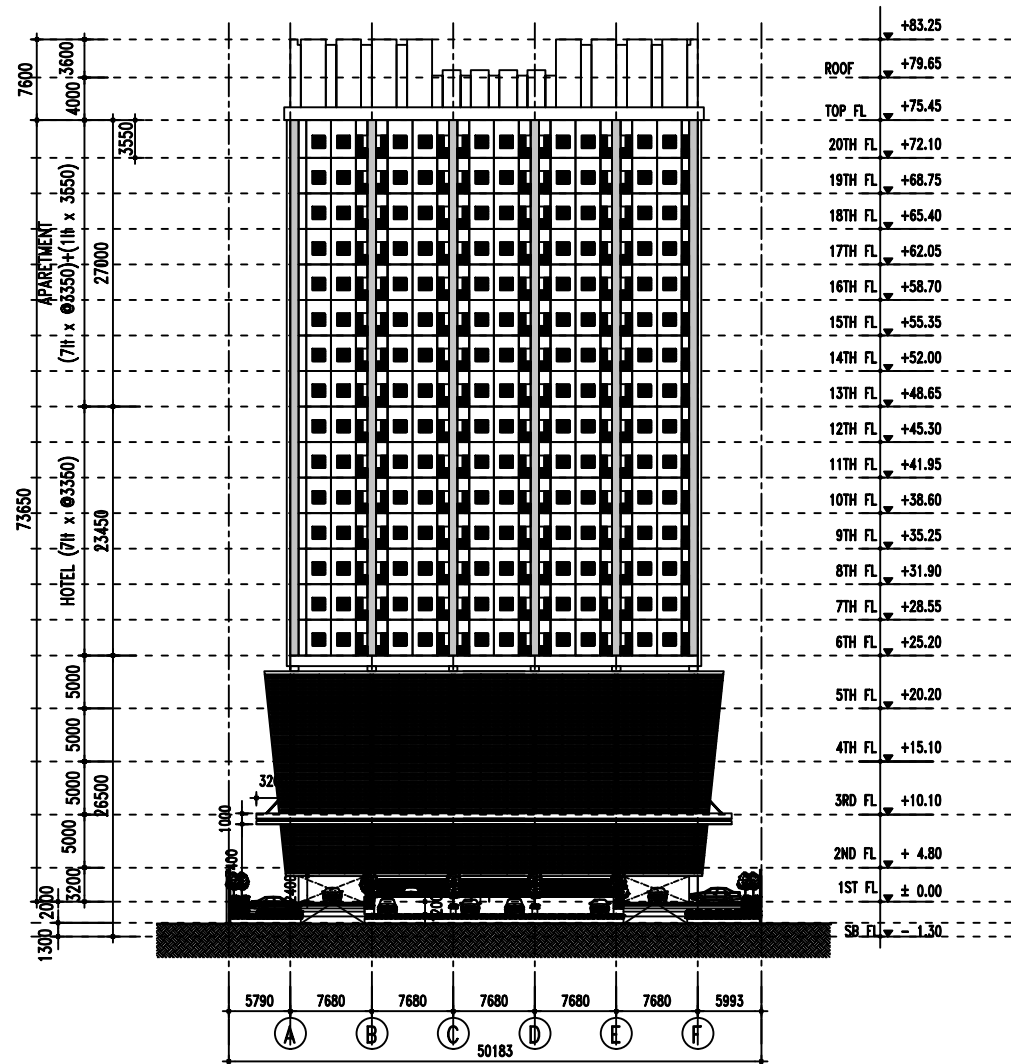 +83.25
ROOF +79.65
TOP FL +75.45
20TH FL +72.10
19TH FL +68.75
18TH FL +65.40
17TH FL +62.05
16TH FL +58.70
15TH FL +55.35
14TH FL +52.00
13TH FL +48.65
12TH FL +45.30
11TH FL +41.95
10TH FL +38.60
9TH FL +35.25
8TH FL +31.90
7TH FL +28.55
6TH FL +25.20
5TH FL +20.20
4TH FL +15.10
3RD FL +10.10
2ND FL + 4.80
1ST FL ± 0.00
SB FL - 1.30
7600
3600
4000
3550
APARETMENT
(7lt x @3350)+(1lt x 3550)
27000
73650
HOTEL (7lt x @3350)
23450
5000
5000
5000
5000
26500
3200
2000
1300
1000
5790 7680 7680 7680 7680 7680 5993
A B C D E F
50183